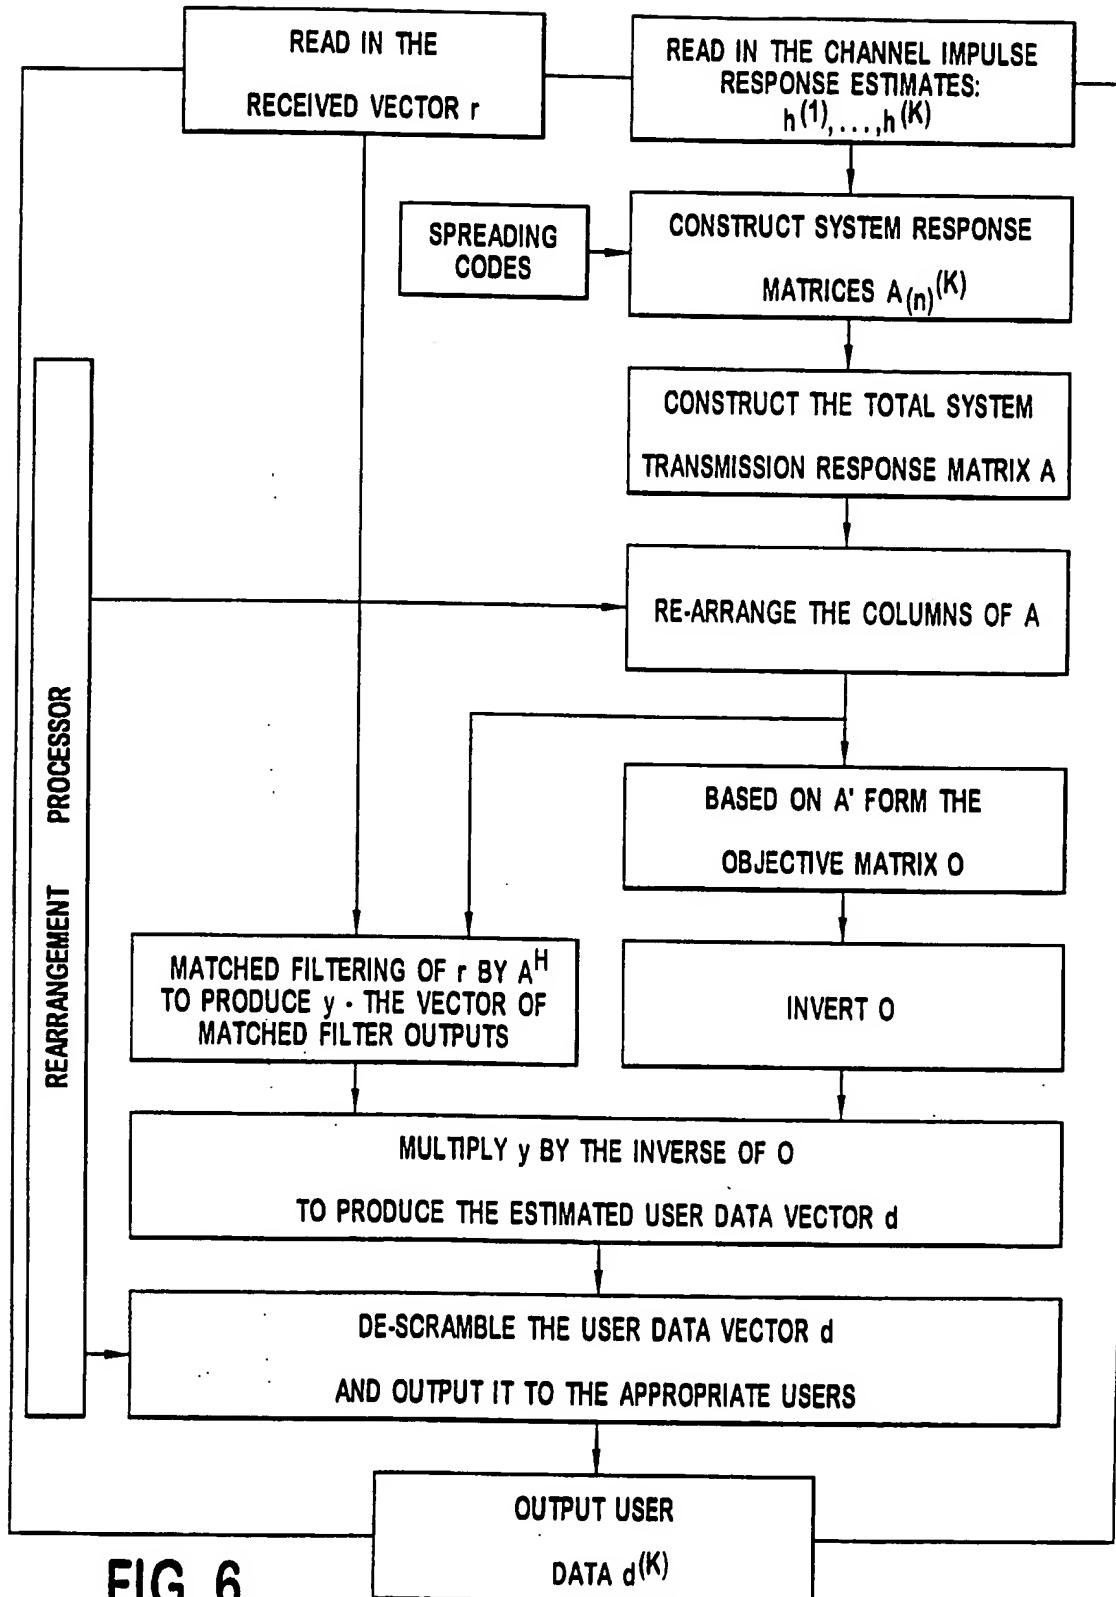 READ IN THE
RECEIVED VECTOR r
READ IN THE CHANNEL IMPULSE
RESPONSE ESTIMATES:
h(1),...,h(K)
SPREADING
CODES
CONSTRUCT SYSTEM RESPONSE
MATRICES A(n)(K)
CONSTRUCT THE TOTAL SYSTEM
TRANSMISSION RESPONSE MATRIX A
RE-ARRANGE THE COLUMNS OF A
REARRANGEMENT PROCESSOR
BASED ON A' FORM THE
OBJECTIVE MATRIX O
MATCHED FILTERING OF r BY AH
TO PRODUCE y - THE VECTOR OF
MATCHED FILTER OUTPUTS
INVERT O
MULTIPLY y BY THE INVERSE OF O
TO PRODUCE THE ESTIMATED USER DATA VECTOR d
DE-SCRAMBLE THE USER DATA VECTOR d
AND OUTPUT IT TO THE APPROPRIATE USERS
OUTPUT USER
DATA d(K)
FIG. 6